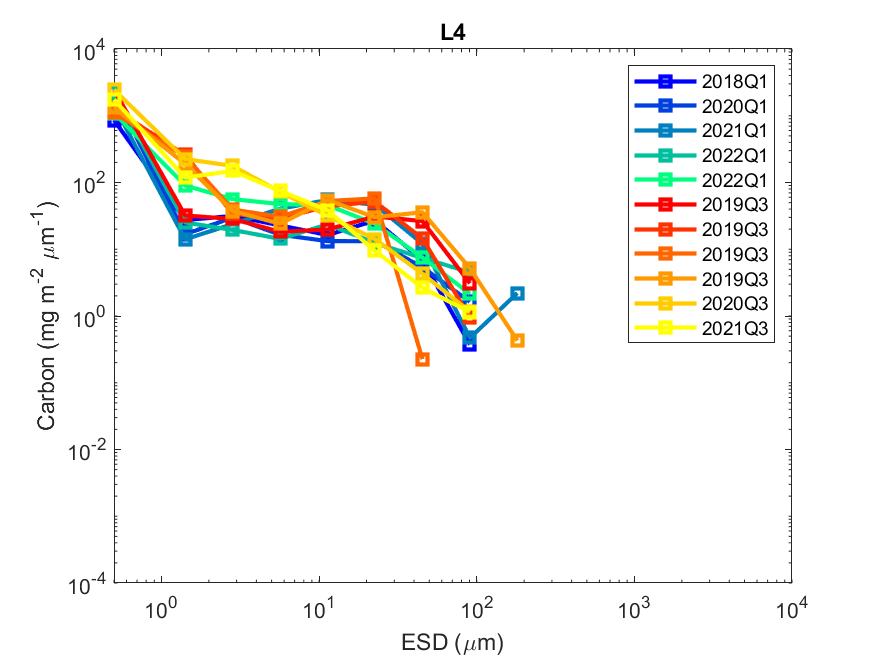 L4
10^4
10^2
10^0
10^-2
10^-4
Carbon (mg m^-2 μm^-1)
10^0
10^1
10^2
10^3
10^4
ESD (μm)
2018Q1
2020Q1
2021Q1
2022Q1
2022Q1
2019Q3
2019Q3
2019Q3
2019Q3
2020Q3
2021Q3